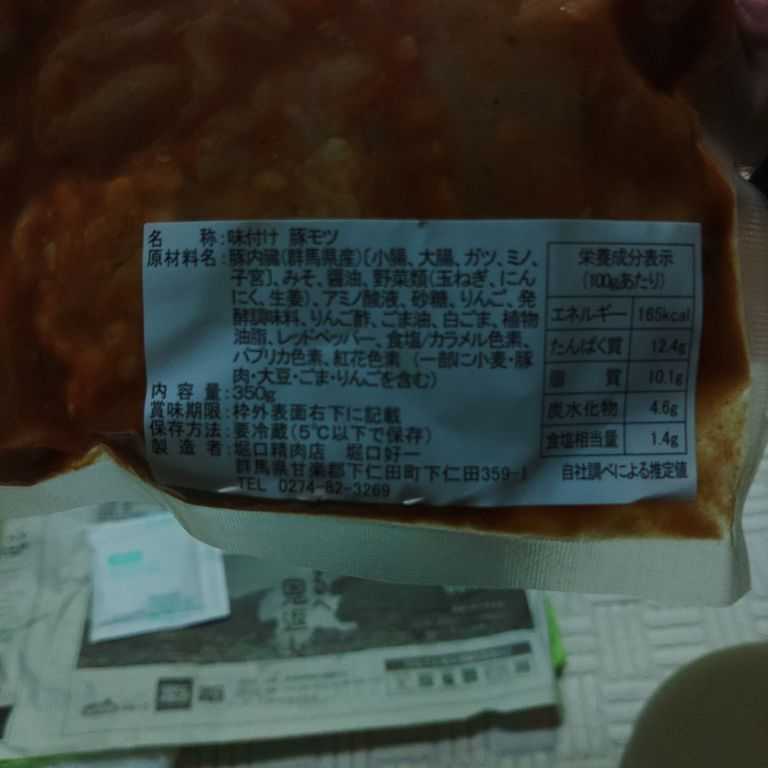 名 称:味付け 豚モツ
原材料名:豚内臓(群馬県産)〔小腸、大腸、ガツ、ミノ、
子宮〕、みそ、醤油、野菜類(玉ねぎ、にん
にく、生姜)、アミノ酸液、砂糖、りんご、発
酵調味料、りんご酢、ごま油、白ごま、植物
油脂、レッドペッパー、食塩/カラメル色素、
パプリカ色素、紅花色素 (一部に小麦・豚
肉・大豆・ごま・りんごを含む)
内 容 量:350g
賞味期限:枠外表面右下に記載
保存方法:要冷蔵(5℃以下で保存)
製 造 者:堀口精肉店 堀口好一
群馬県甘楽郡下仁田町下仁田359-1
TEL 0274-82-3269
栄養成分表示
(100gあたり)
エネルギー 165kcal
たんぱく質 12.4g
脂 質 10.1g
炭水化物 4.6g
食塩相当量 1.4g
自社調べによる推定値